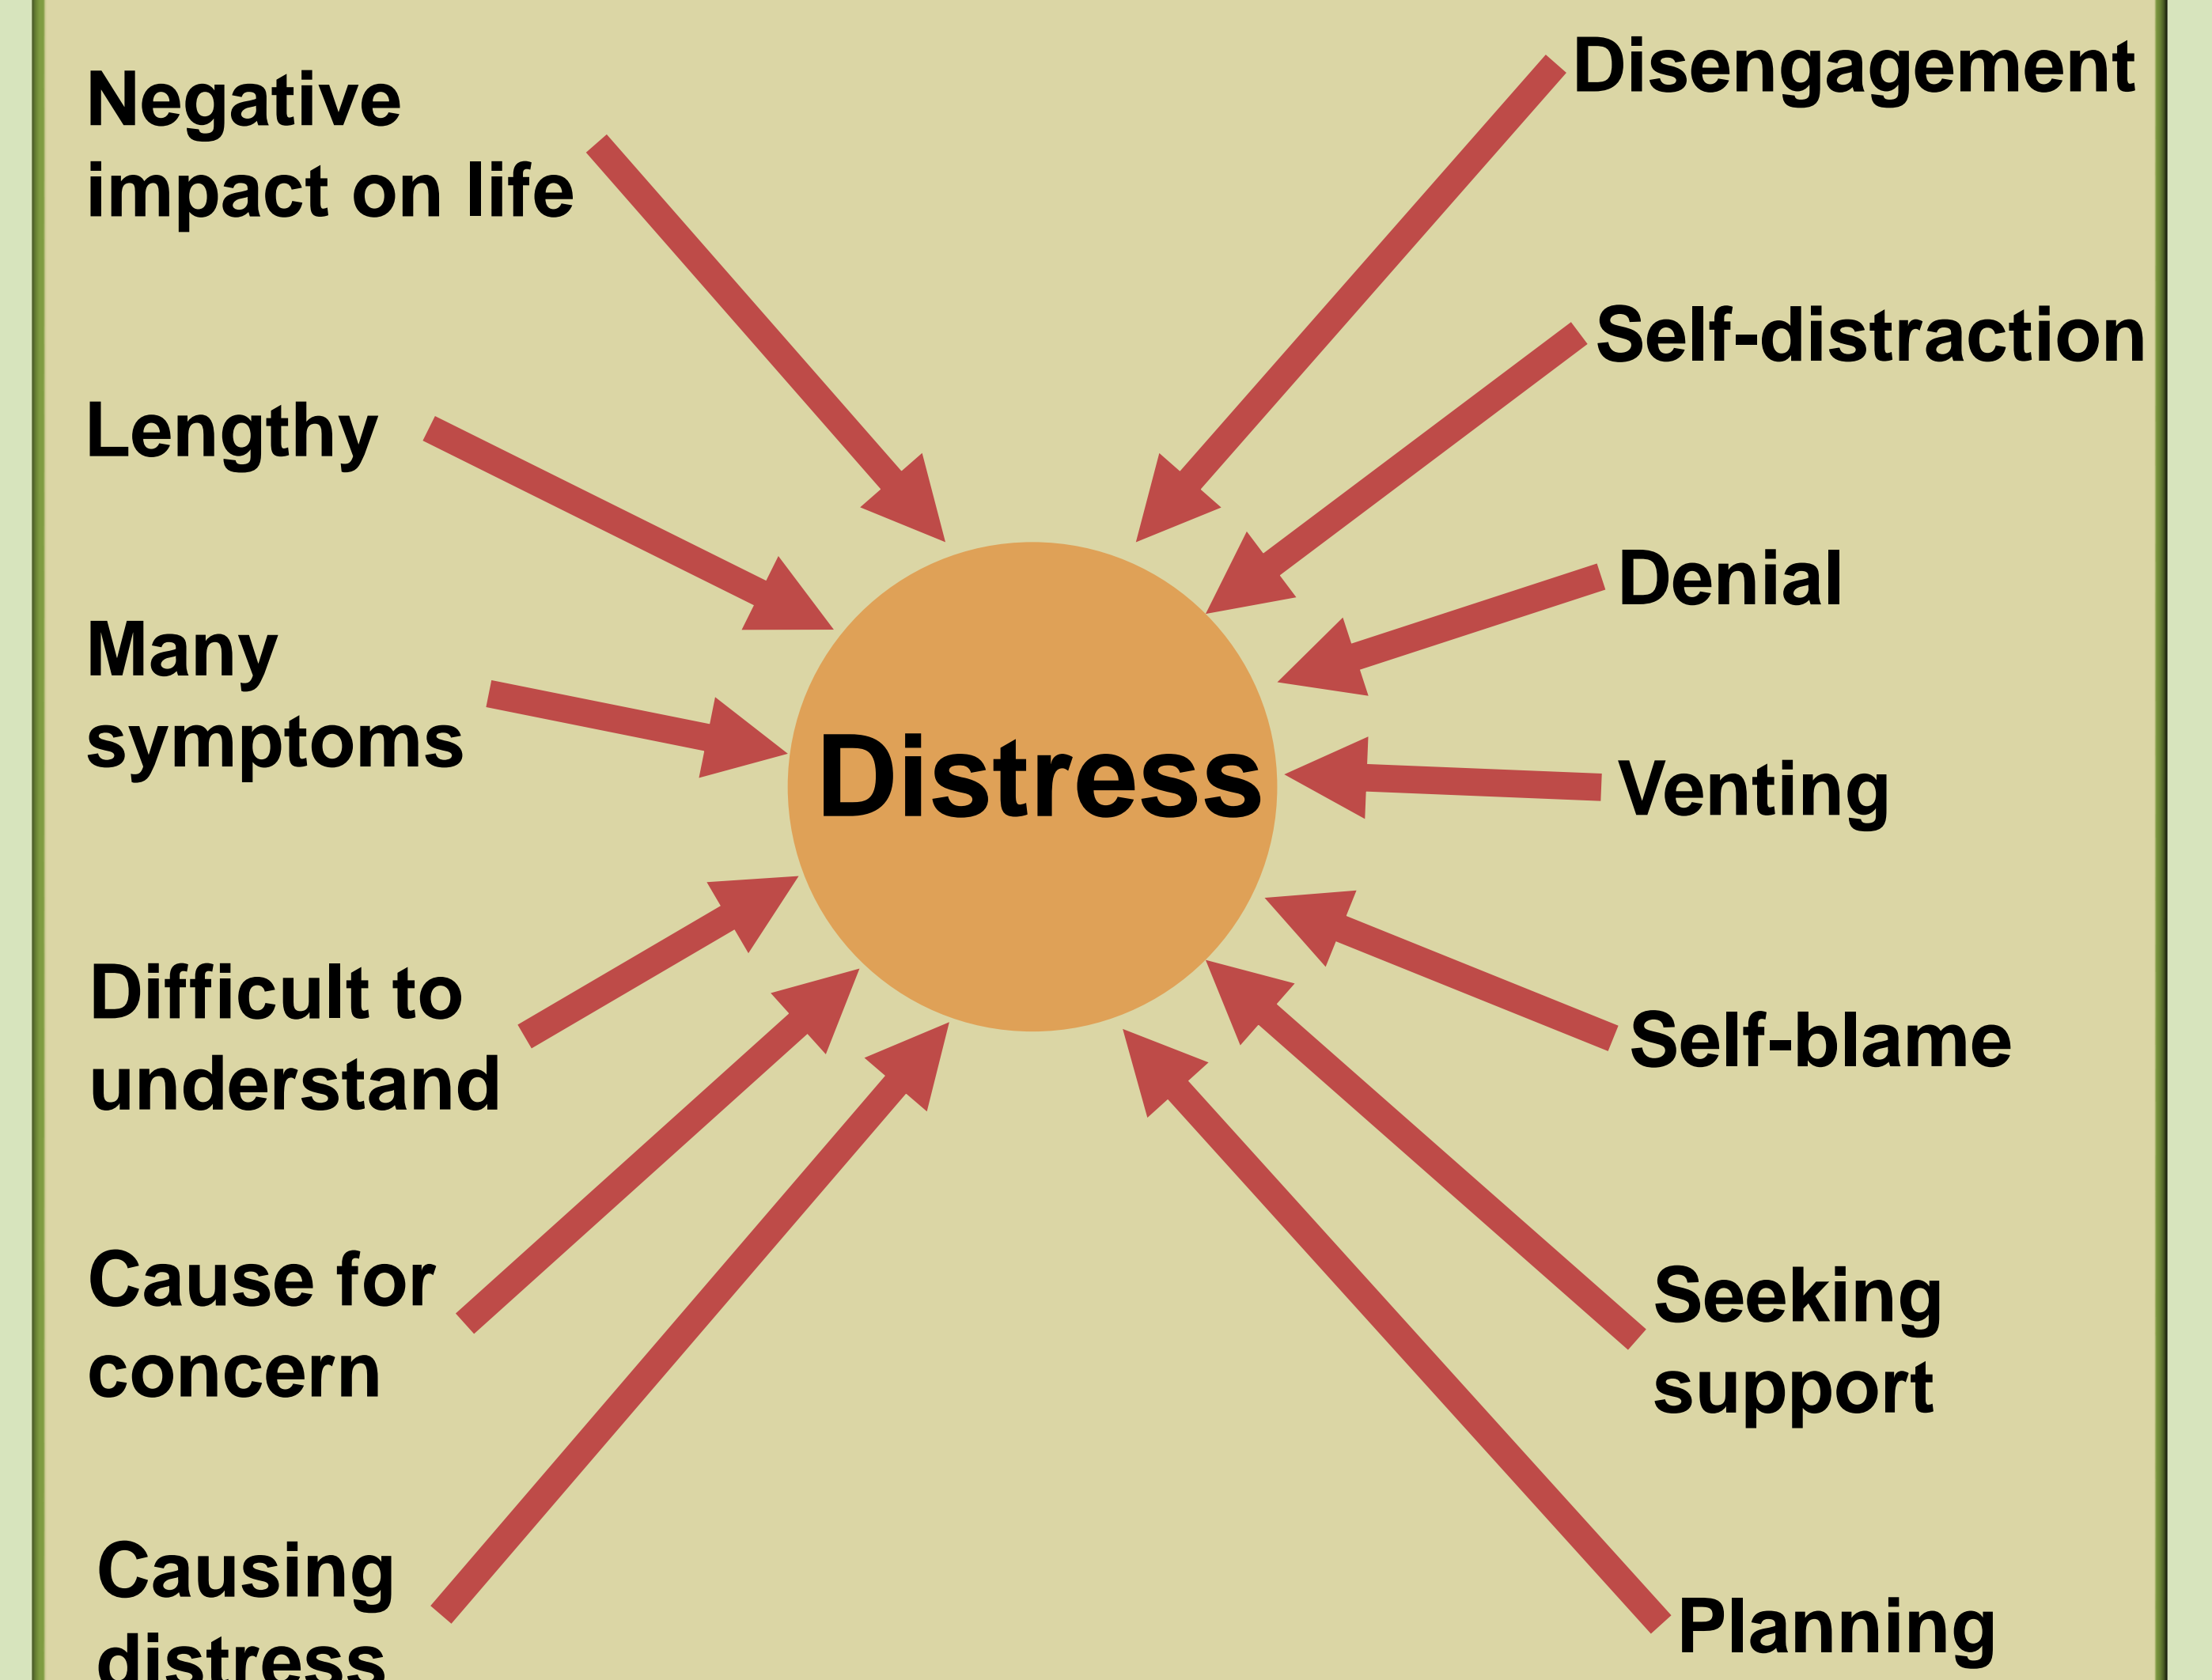 Negative
impact on life
Lengthy
Many
symptoms
Difficult to
understand
Cause for
concern
Causing
distress
Distress
Disengagement
Self-distraction
Denial
Venting
Self-blame
Seeking
support
Planning